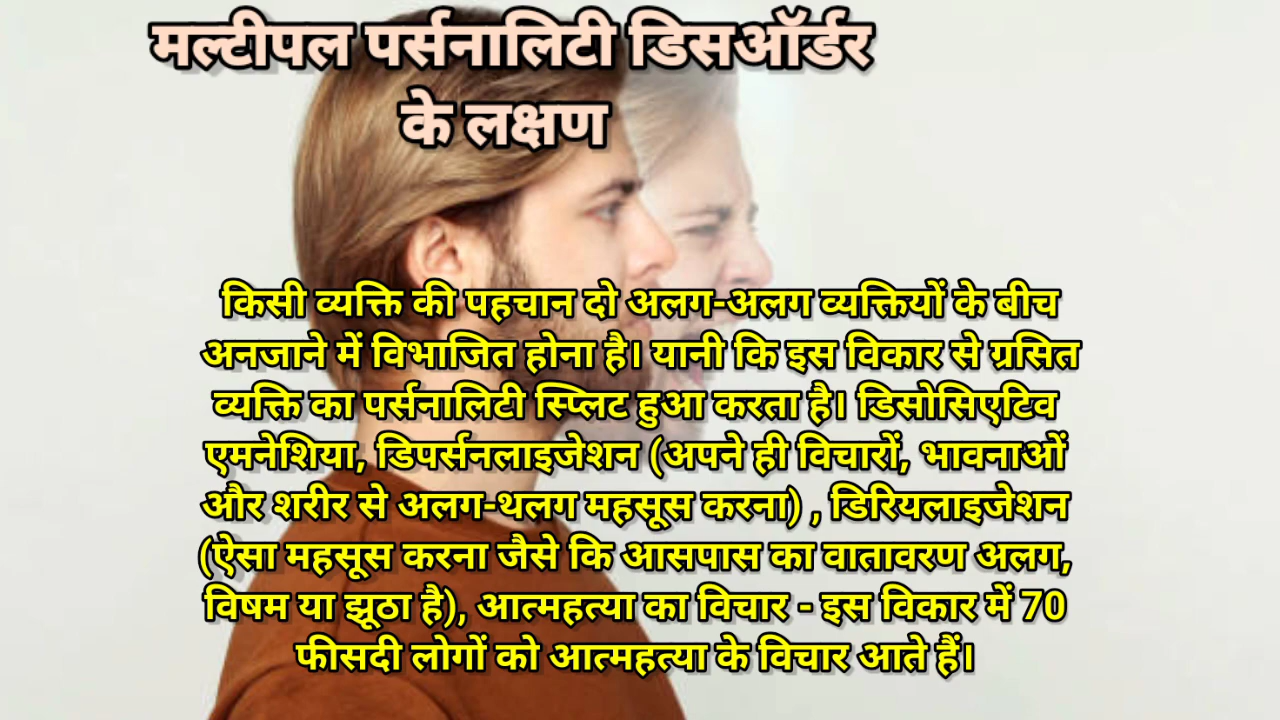 मल्टीपल पर्सनालिटी डिसऑर्डर
के लक्षण
किसी व्यक्ति की पहचान दो अलग-अलग व्यक्तियों के बीच
अनजाने में विभाजित होना है। यानी कि इस विकार से ग्रसित
व्यक्ति का पर्सनालिटी स्प्लिट हुआ करता है। डिसोसिएटिव
एमनेशिया, डिपर्सनलाइजेशन (अपने ही विचारों, भावनाओं
और शरीर से अलग-थलग महसूस करना) , डिरियलाइजेशन
(ऐसा महसूस करना जैसे कि आसपास का वातावरण अलग,
विषम या झूठा है), आत्महत्या का विचार - इस विकार में 70
फीसदी लोगों को आत्महत्या के विचार आते हैं।